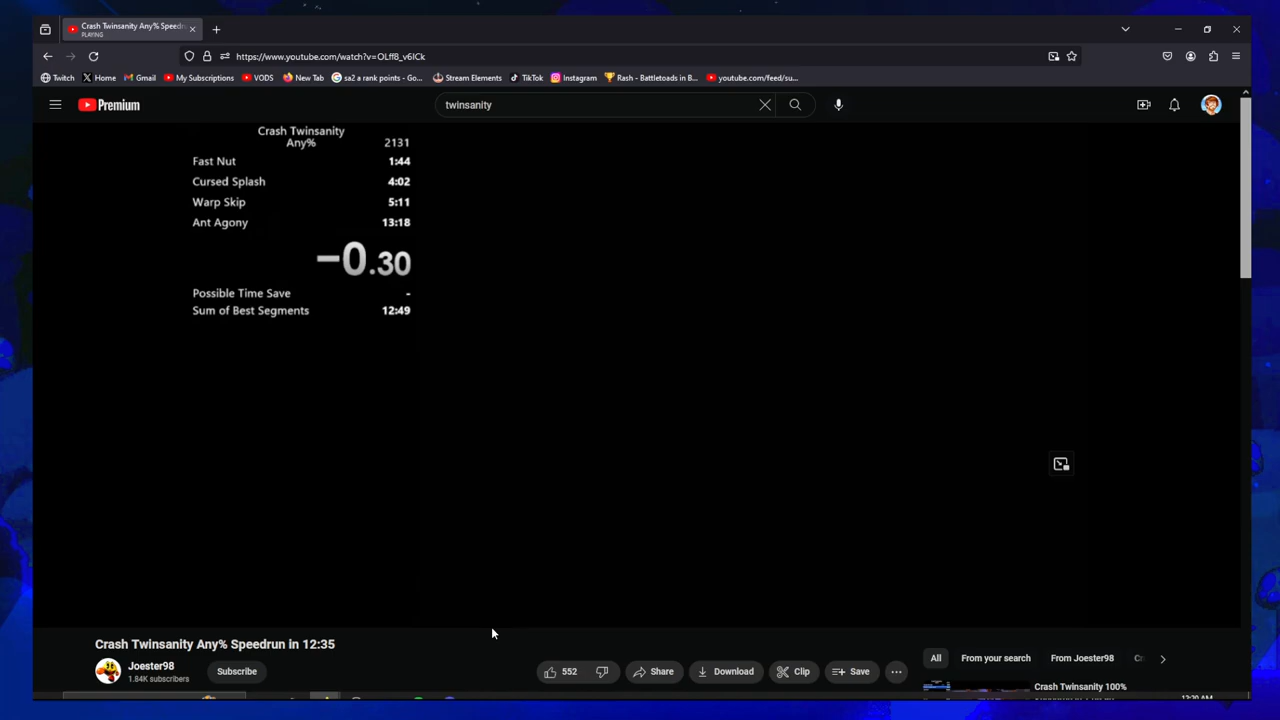 Crash Twinsanity Any% Speedru
PLAYING
https://www.youtube.com/watch?v=OLffB_v6ICk
Twitch Home Gmail My Subscriptions VODS New Tab sa2 a rank points - Go... Stream Elements TikTok Instagram Rash - Battletoads in B... youtube.com/feed/su...
Premium
twinsanity
Crash Twinsanity
Any% 2131
Fast Nut 1:44
Cursed Splash 4:02
Warp Skip 5:11
Ant Agony 13:18
−0.30
Possible Time Save -
Sum of Best Segments 12:49
Crash Twinsanity Any% Speedrun in 12:35
Joester98
1.84K subscribers
Subscribe
552 Share Download Clip Save
All From your search From Joester98
Crash Twinsanity 100%